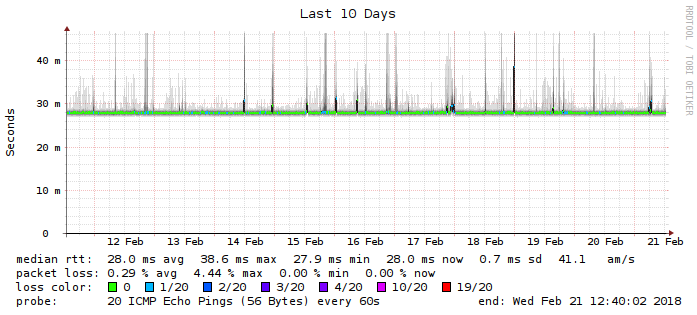 Last 10 Days
RRDTOOL / TOBI OETIKER
Seconds
40 m
30 m
20 m
10 m
0
12 Feb 13 Feb 14 Feb 15 Feb 16 Feb 17 Feb 18 Feb 19 Feb 20 Feb 21 Feb
median rtt: 28.0 ms avg 38.6 ms max 27.9 ms min 28.0 ms now 0.7 ms sd 41.1 am/s
packet loss: 0.29 % avg 4.44 % max 0.00 % min 0.00 % now
loss color: 0 1/20 2/20 3/20 4/20 10/20 19/20
probe: 20 ICMP Echo Pings (56 Bytes) every 60s end: Wed Feb 21 12:40:02 2018